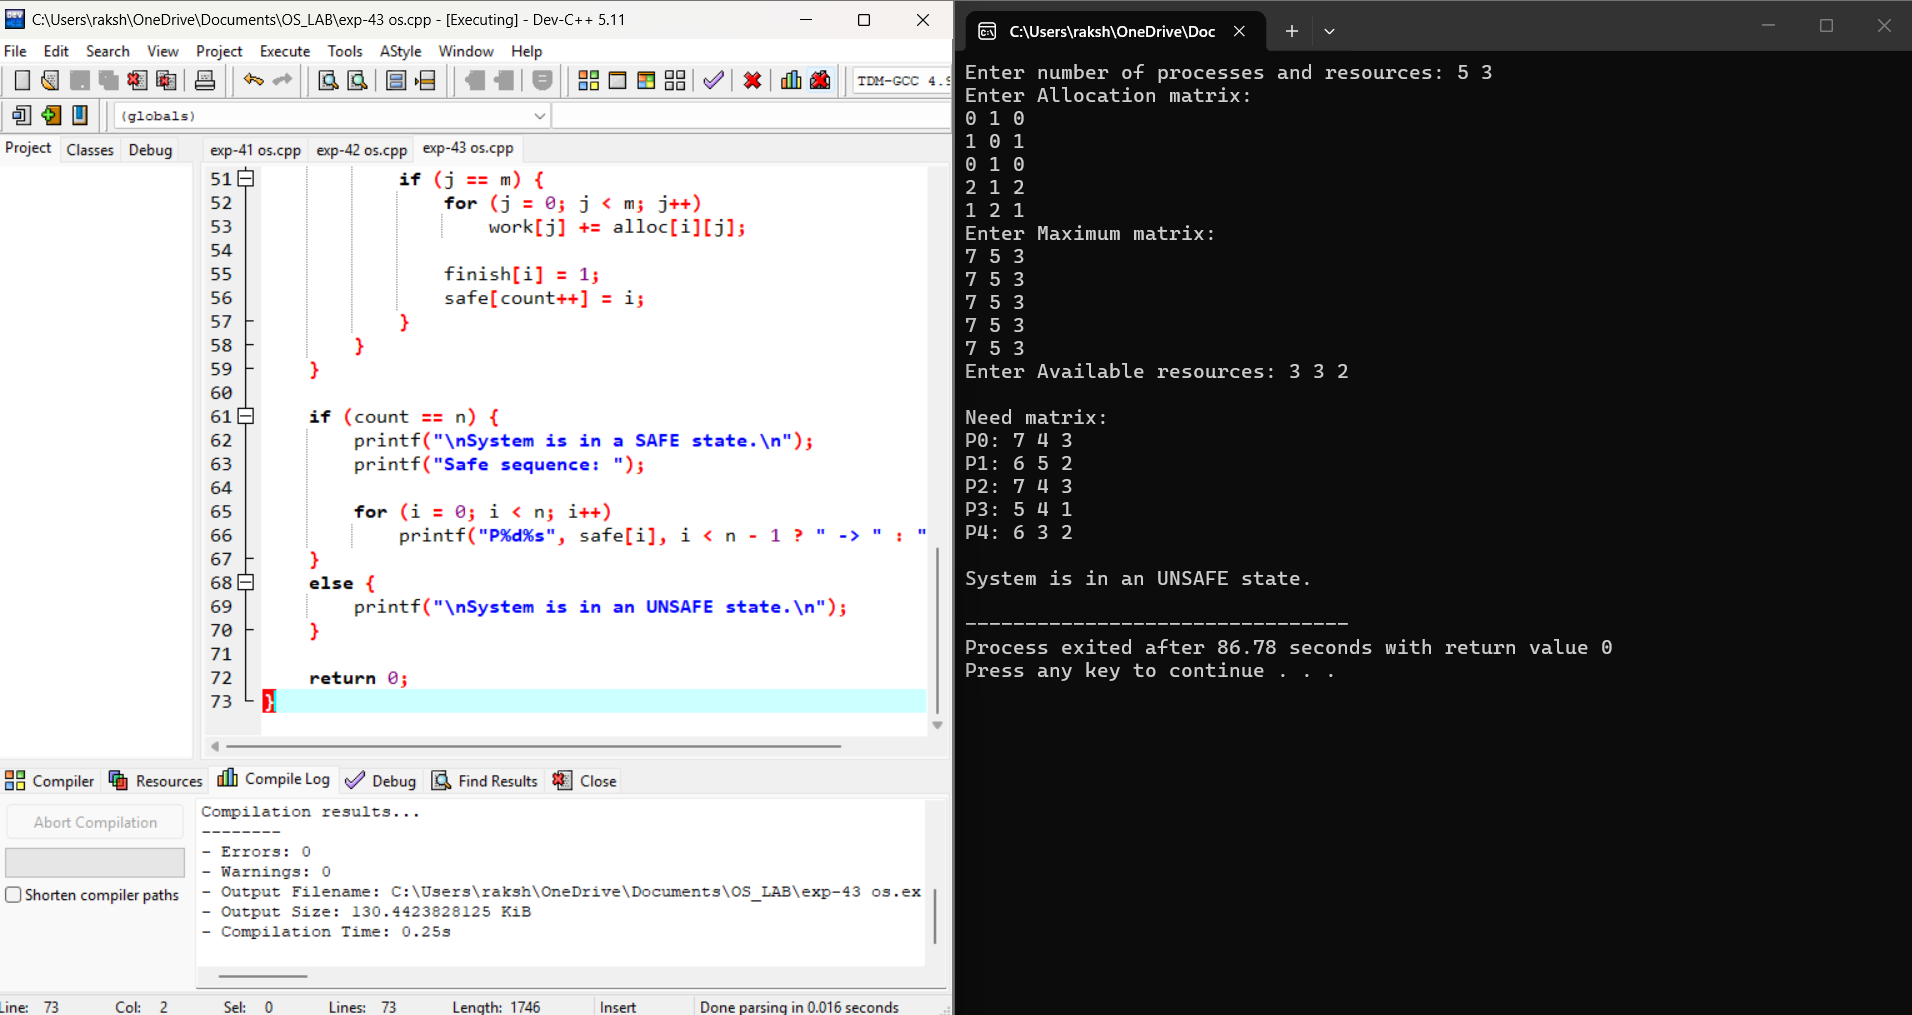 C:\Users\raksh\OneDrive\Documents\OS_LAB\exp-43 os.cpp - [Executing] - Dev-C++ 5.11
File Edit Search View Project Execute Tools AStyle Window Help
TDM-GCC 4.9
(globals)
Project Classes Debug
exp-41 os.cpp exp-42 os.cpp exp-43 os.cpp
51 if (j == m) {
52 for (j = 0; j < m; j++)
53 work[j] += alloc[i][j];
54
55 finish[i] = 1;
56 safe[count++] = i;
57 }
58 }
59 }
60
61 if (count == n) {
62 printf("\nSystem is in a SAFE state.\n");
63 printf("Safe sequence: ");
64
65 for (i = 0; i < n; i++)
66 printf("P%d%s", safe[i], i < n - 1 ? " -> " : "
67 }
68 else {
69 printf("\nSystem is in an UNSAFE state.\n");
70 }
71
72 return 0;
73 }
Compiler Resources Compile Log Debug Find Results Close
Abort Compilation
Shorten compiler paths
Compilation results...
--------
- Errors: 0
- Warnings: 0
- Output Filename: C:\Users\raksh\OneDrive\Documents\OS_LAB\exp-43 os.ex
- Output Size: 130.4423828125 KiB
- Compilation Time: 0.25s
Line: 73 Col: 2 Sel: 0 Lines: 73 Length: 1746 Insert Done parsing in 0.016 seconds
C:\Users\raksh\OneDrive\Doc
Enter number of processes and resources: 5 3
Enter Allocation matrix:
0 1 0
1 0 1
0 1 0
2 1 2
1 2 1
Enter Maximum matrix:
7 5 3
7 5 3
7 5 3
7 5 3
7 5 3
Enter Available resources: 3 3 2
Need matrix:
P0: 7 4 3
P1: 6 5 2
P2: 7 4 3
P3: 5 4 1
P4: 6 3 2
System is in an UNSAFE state.
--------------------------------
Process exited after 86.78 seconds with return value 0
Press any key to continue . . .